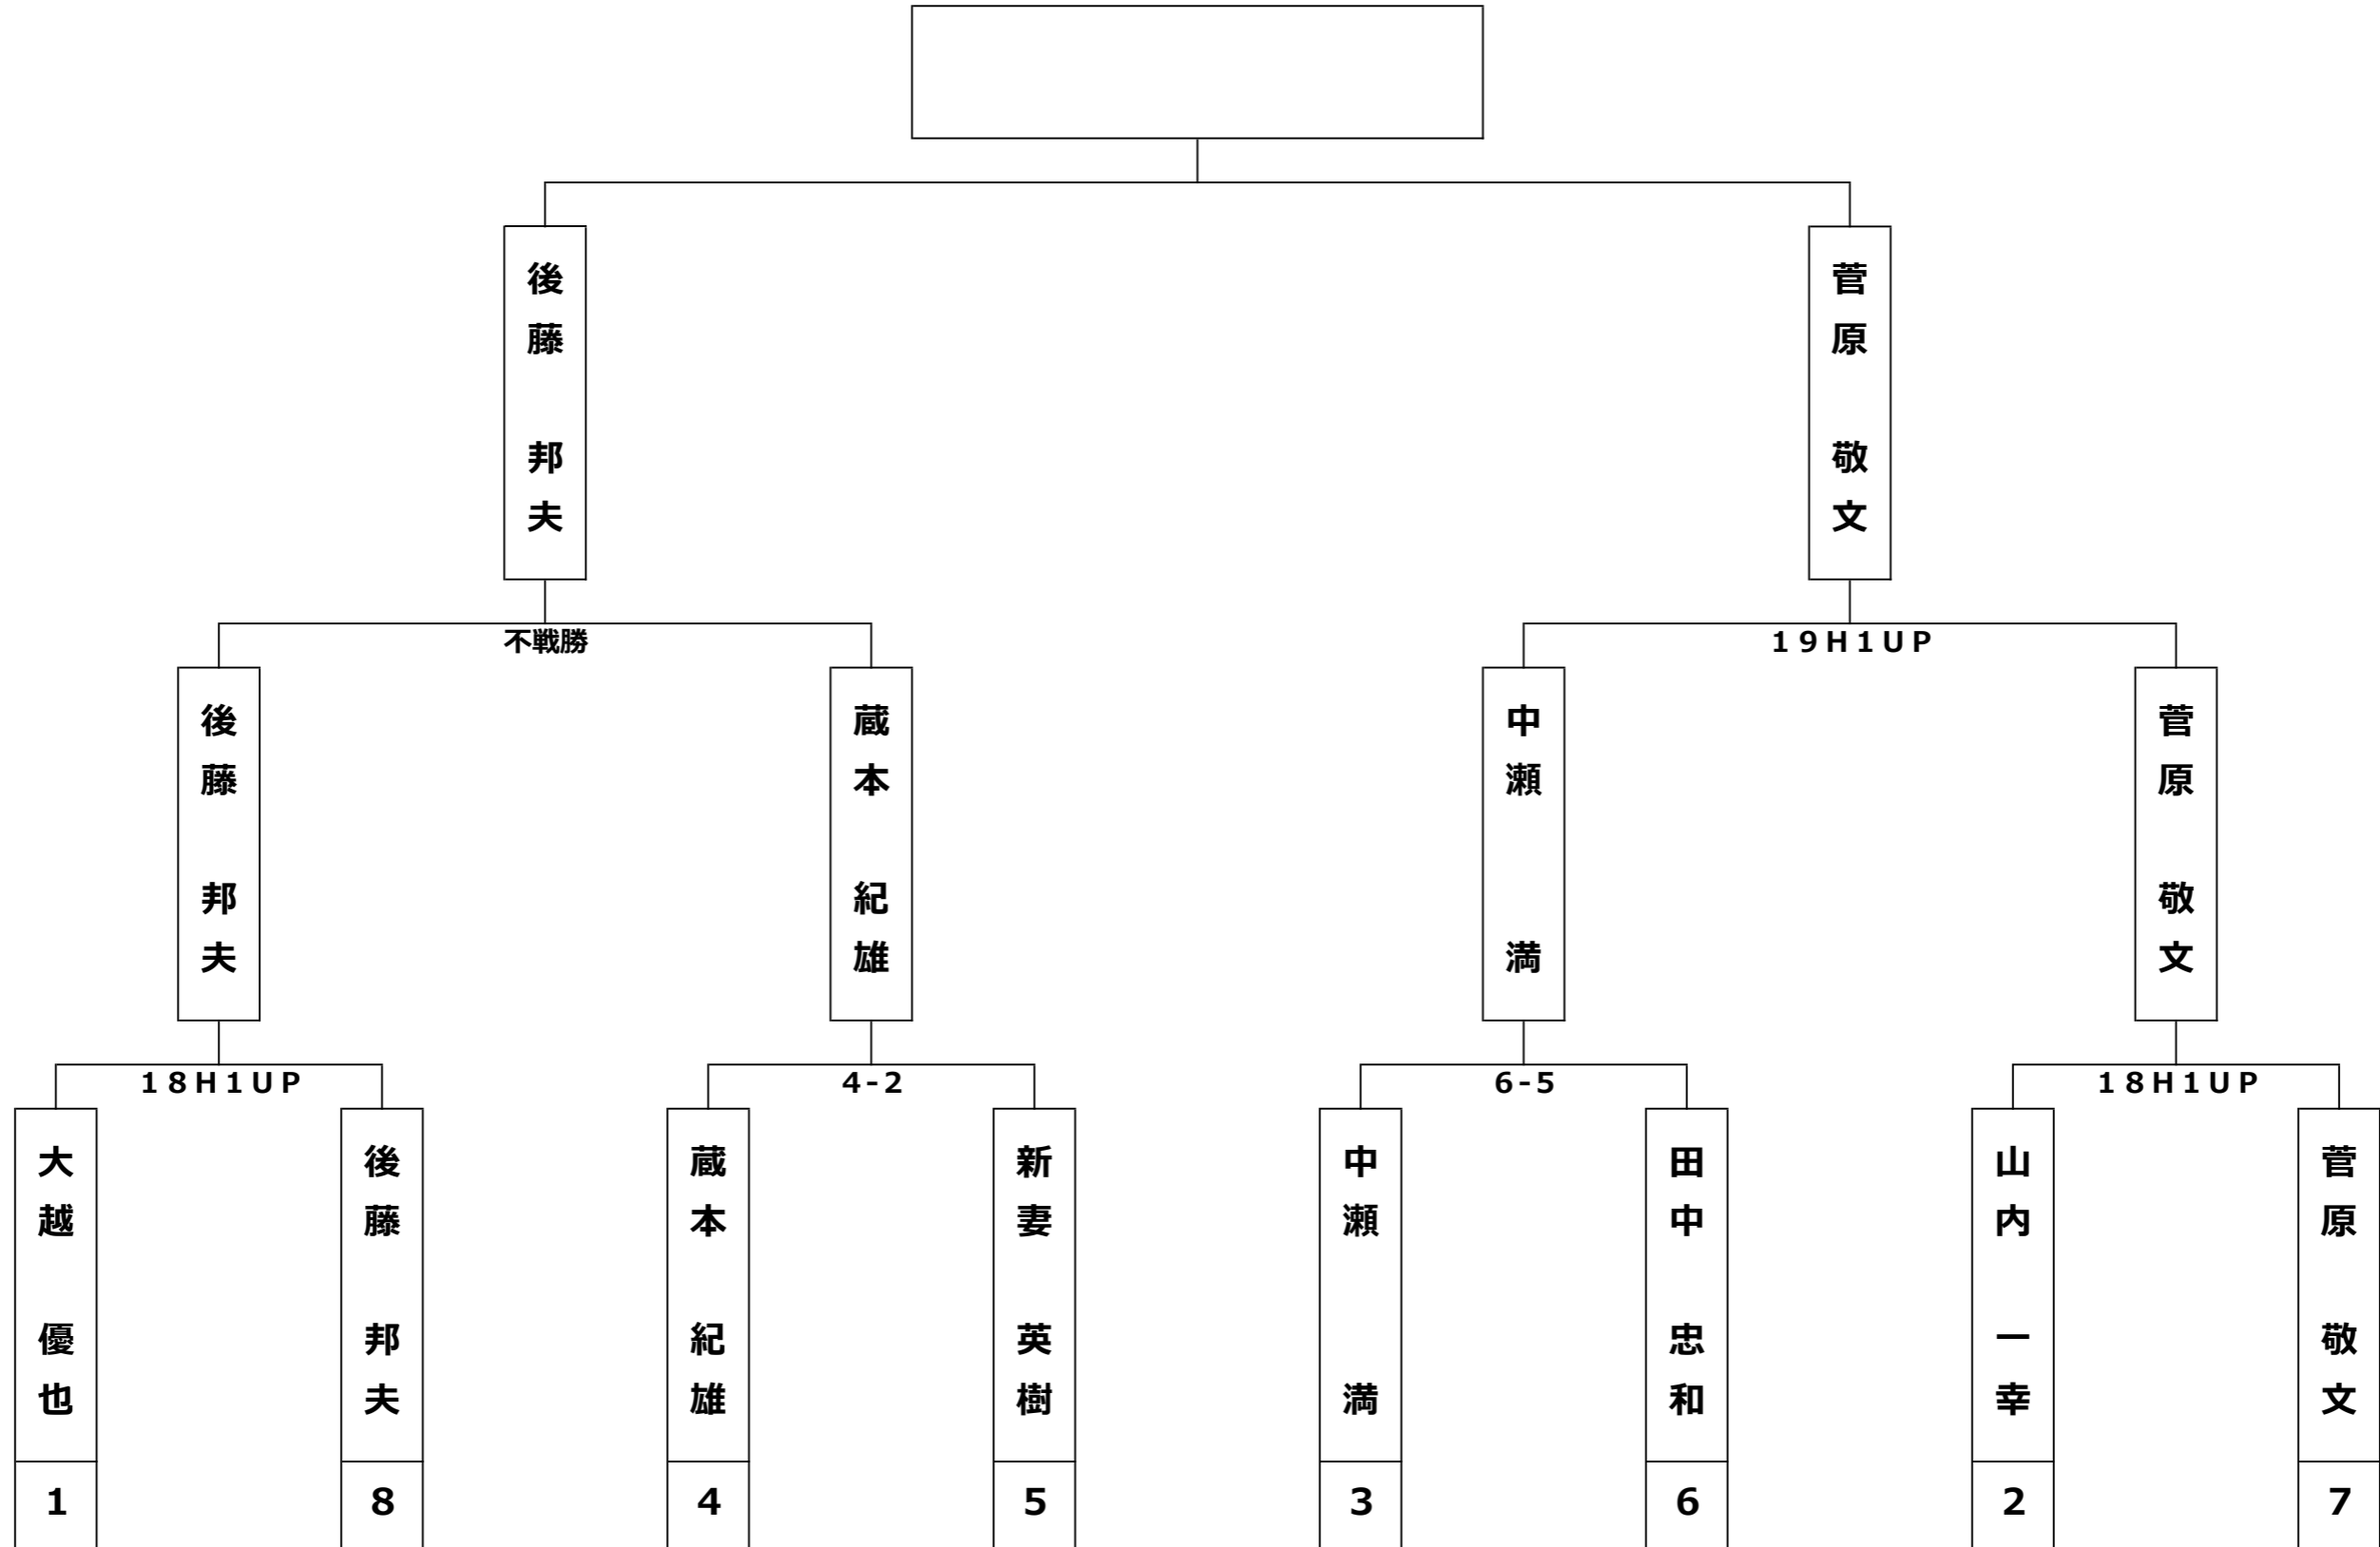 後藤　邦夫
菅原　敬文
不戦勝
１９H１UP
後藤　邦夫
蔵本　紀雄
中瀬　　満
菅原　敬文
１８H１UP
4-2
6-5
１８H１UP
大越　優也
後藤　邦夫
蔵本　紀雄
新妻　英樹
中瀬　　満
田中　忠和
山内　一幸
菅原　敬文
1
8
4
5
3
6
2
7